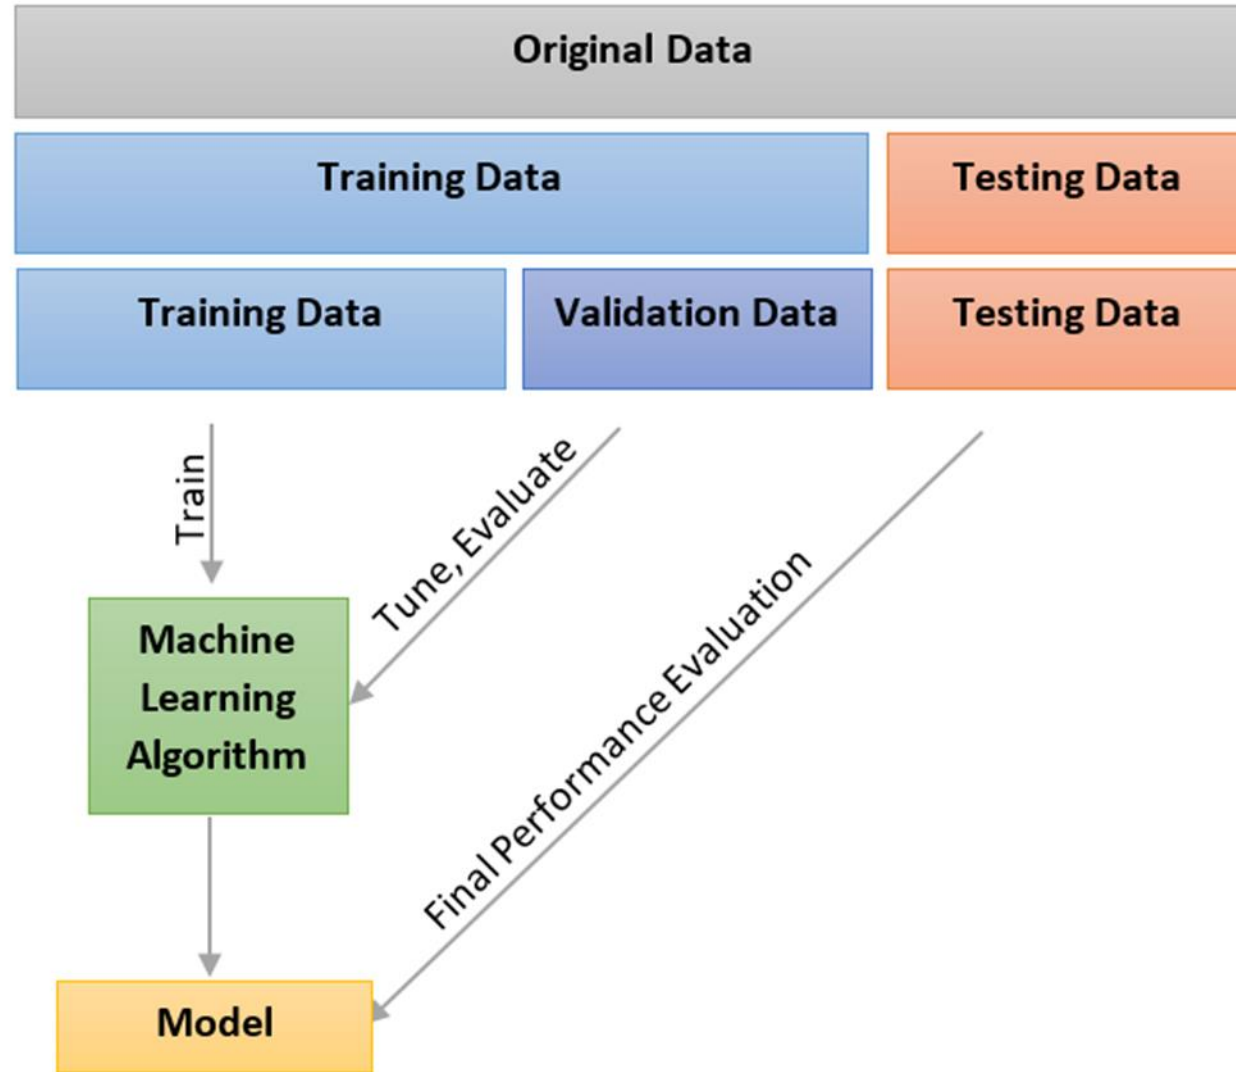 Original Data
Training Data
Testing Data
Training Data
Validation Data
Testing Data
Train
Tune, Evaluate
Final Performance Evaluation
Machine
Learning
Algorithm
Model